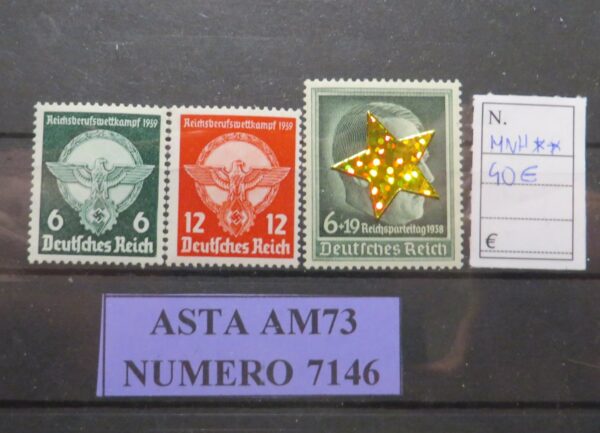 Reichsberufswettkampf 1939
6 6
Deutsches Reich
Reichsberufswettkampf 1939
12 12
Deutsches Reich
6+19 Reichsparteitag 1938
Deutsches Reich
N.
MNH **
40€
€
ASTA AM73
NUMERO 7146